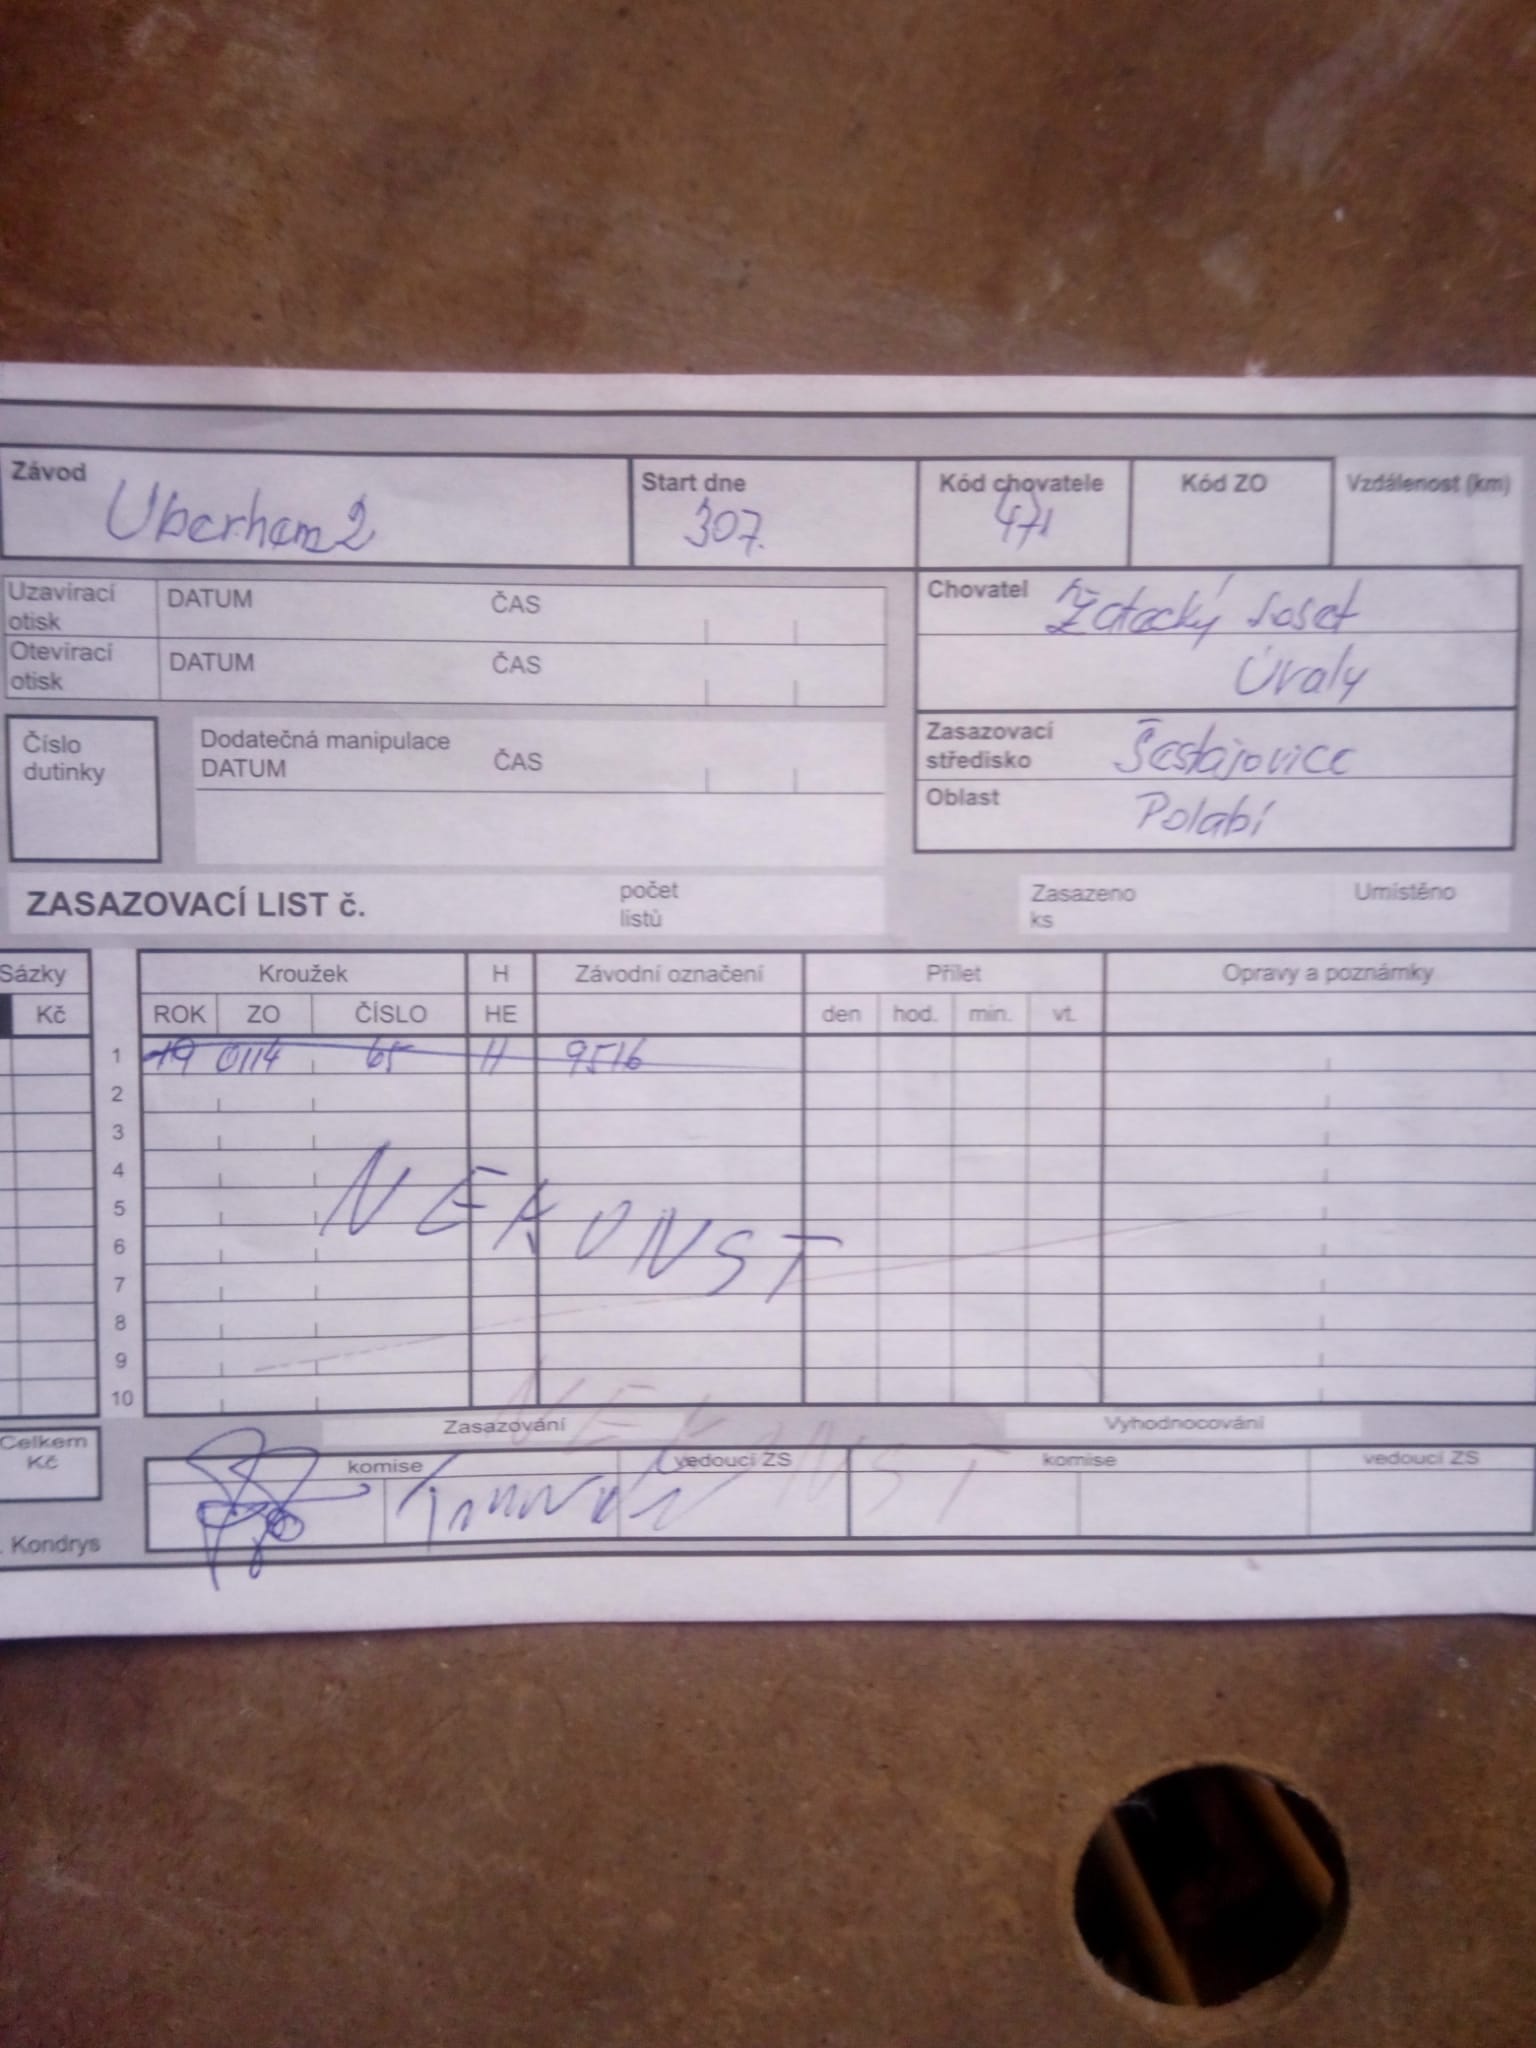 Závod Start dne Kód chovatele Kód ZO Vzdálenost (km)
Uberham2 307. 471
Uzavírací otisk DATUM ČAS
Otevírací otisk DATUM ČAS
Chovatel Žatecký
Úvaly
Číslo dutinky
Dodatečná manipulace
DATUM ČAS
Zasazovací středisko Šestajovice
Oblast Polabí
ZASAZOVACÍ LIST č. počet listů Zasazeno ks Umístěno
Sázky Kroužek H Závodní označení Přílet Opravy a poznámky
Kč ROK ZO ČÍSLO HE den hod. min. vt.
1 19 0114 65 H 9516
2
3
4
5
6
7
8
9
10
NEKONST
Zasazování Vyhodnocování
NEKONST
Celkem Kč
komise vedoucí ZS komise vedoucí ZS
. Kondrys